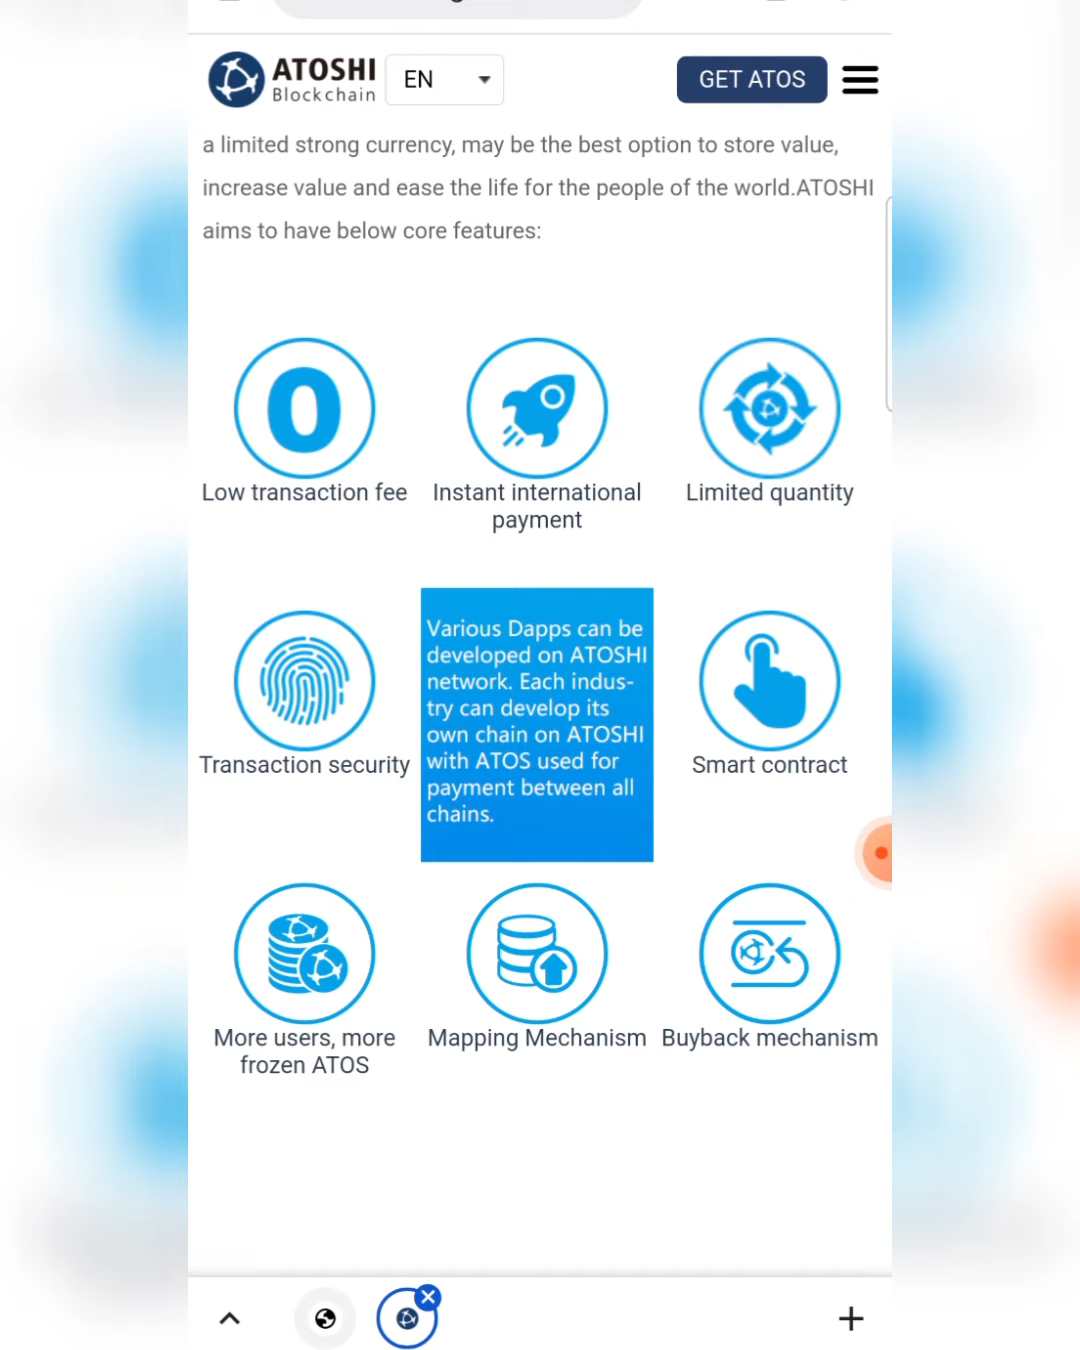 ATOSHI
Blockchain
EN
GET ATOS
a limited strong currency, may be the best option to store value,
increase value and ease the life for the people of the world.ATOSHI
aims to have below core features:
0
Low transaction fee
Instant international
payment
Limited quantity
Transaction security
Various Dapps can be
developed on ATOSHI
network. Each indus-
try can develop its
own chain on ATOSHI
with ATOS used for
payment between all
chains.
Smart contract
More users, more
frozen ATOS
Mapping Mechanism
Buyback mechanism